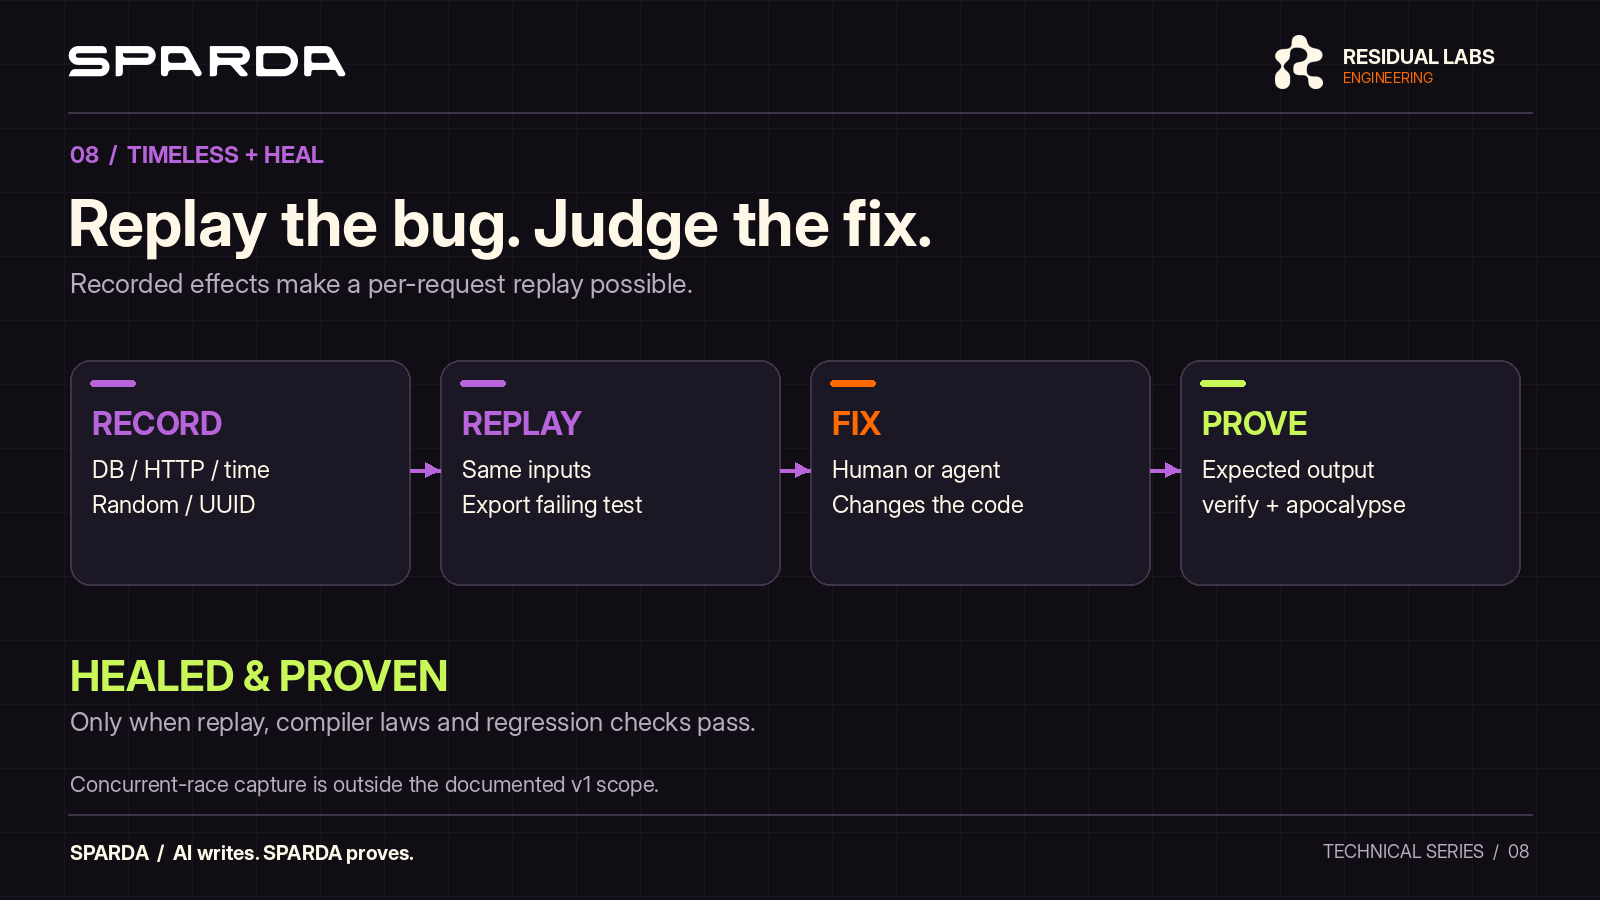 SPARDA
RESIDUAL LABS
ENGINEERING
08 / TIMELESS + HEAL
Replay the bug. Judge the fix.
Recorded effects make a per-request replay possible.
RECORD
DB / HTTP / time
Random / UUID
REPLAY
Same inputs
Export failing test
FIX
Human or agent
Changes the code
PROVE
Expected output
verify + apocalypse
HEALED & PROVEN
Only when replay, compiler laws and regression checks pass.
Concurrent-race capture is outside the documented v1 scope.
SPARDA / AI writes. SPARDA proves.
TECHNICAL SERIES / 08